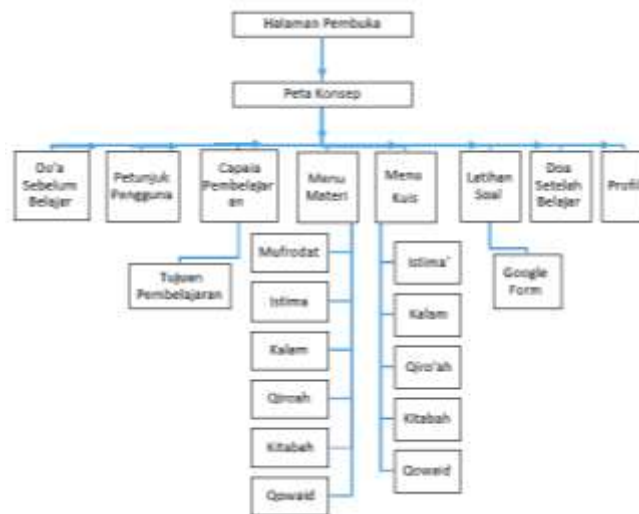 Halaman Pembuka
Peta Konsep
Do'a
Sebelum
Belajar
Petunjuk
Pengguna
Capaia
Pembelajar
an
Menu
Materi
Menu
Kuis
Latihan
Soal
Doa
Setelah
Belajar
Profil
Tujuan
Pembelajaran
Mufrodat
Istima
Kalam
Qiroah
Kitabah
Qowaid
Istima'
Kalam
Qiro'ah
Kitabah
Qowaid
Google
Form